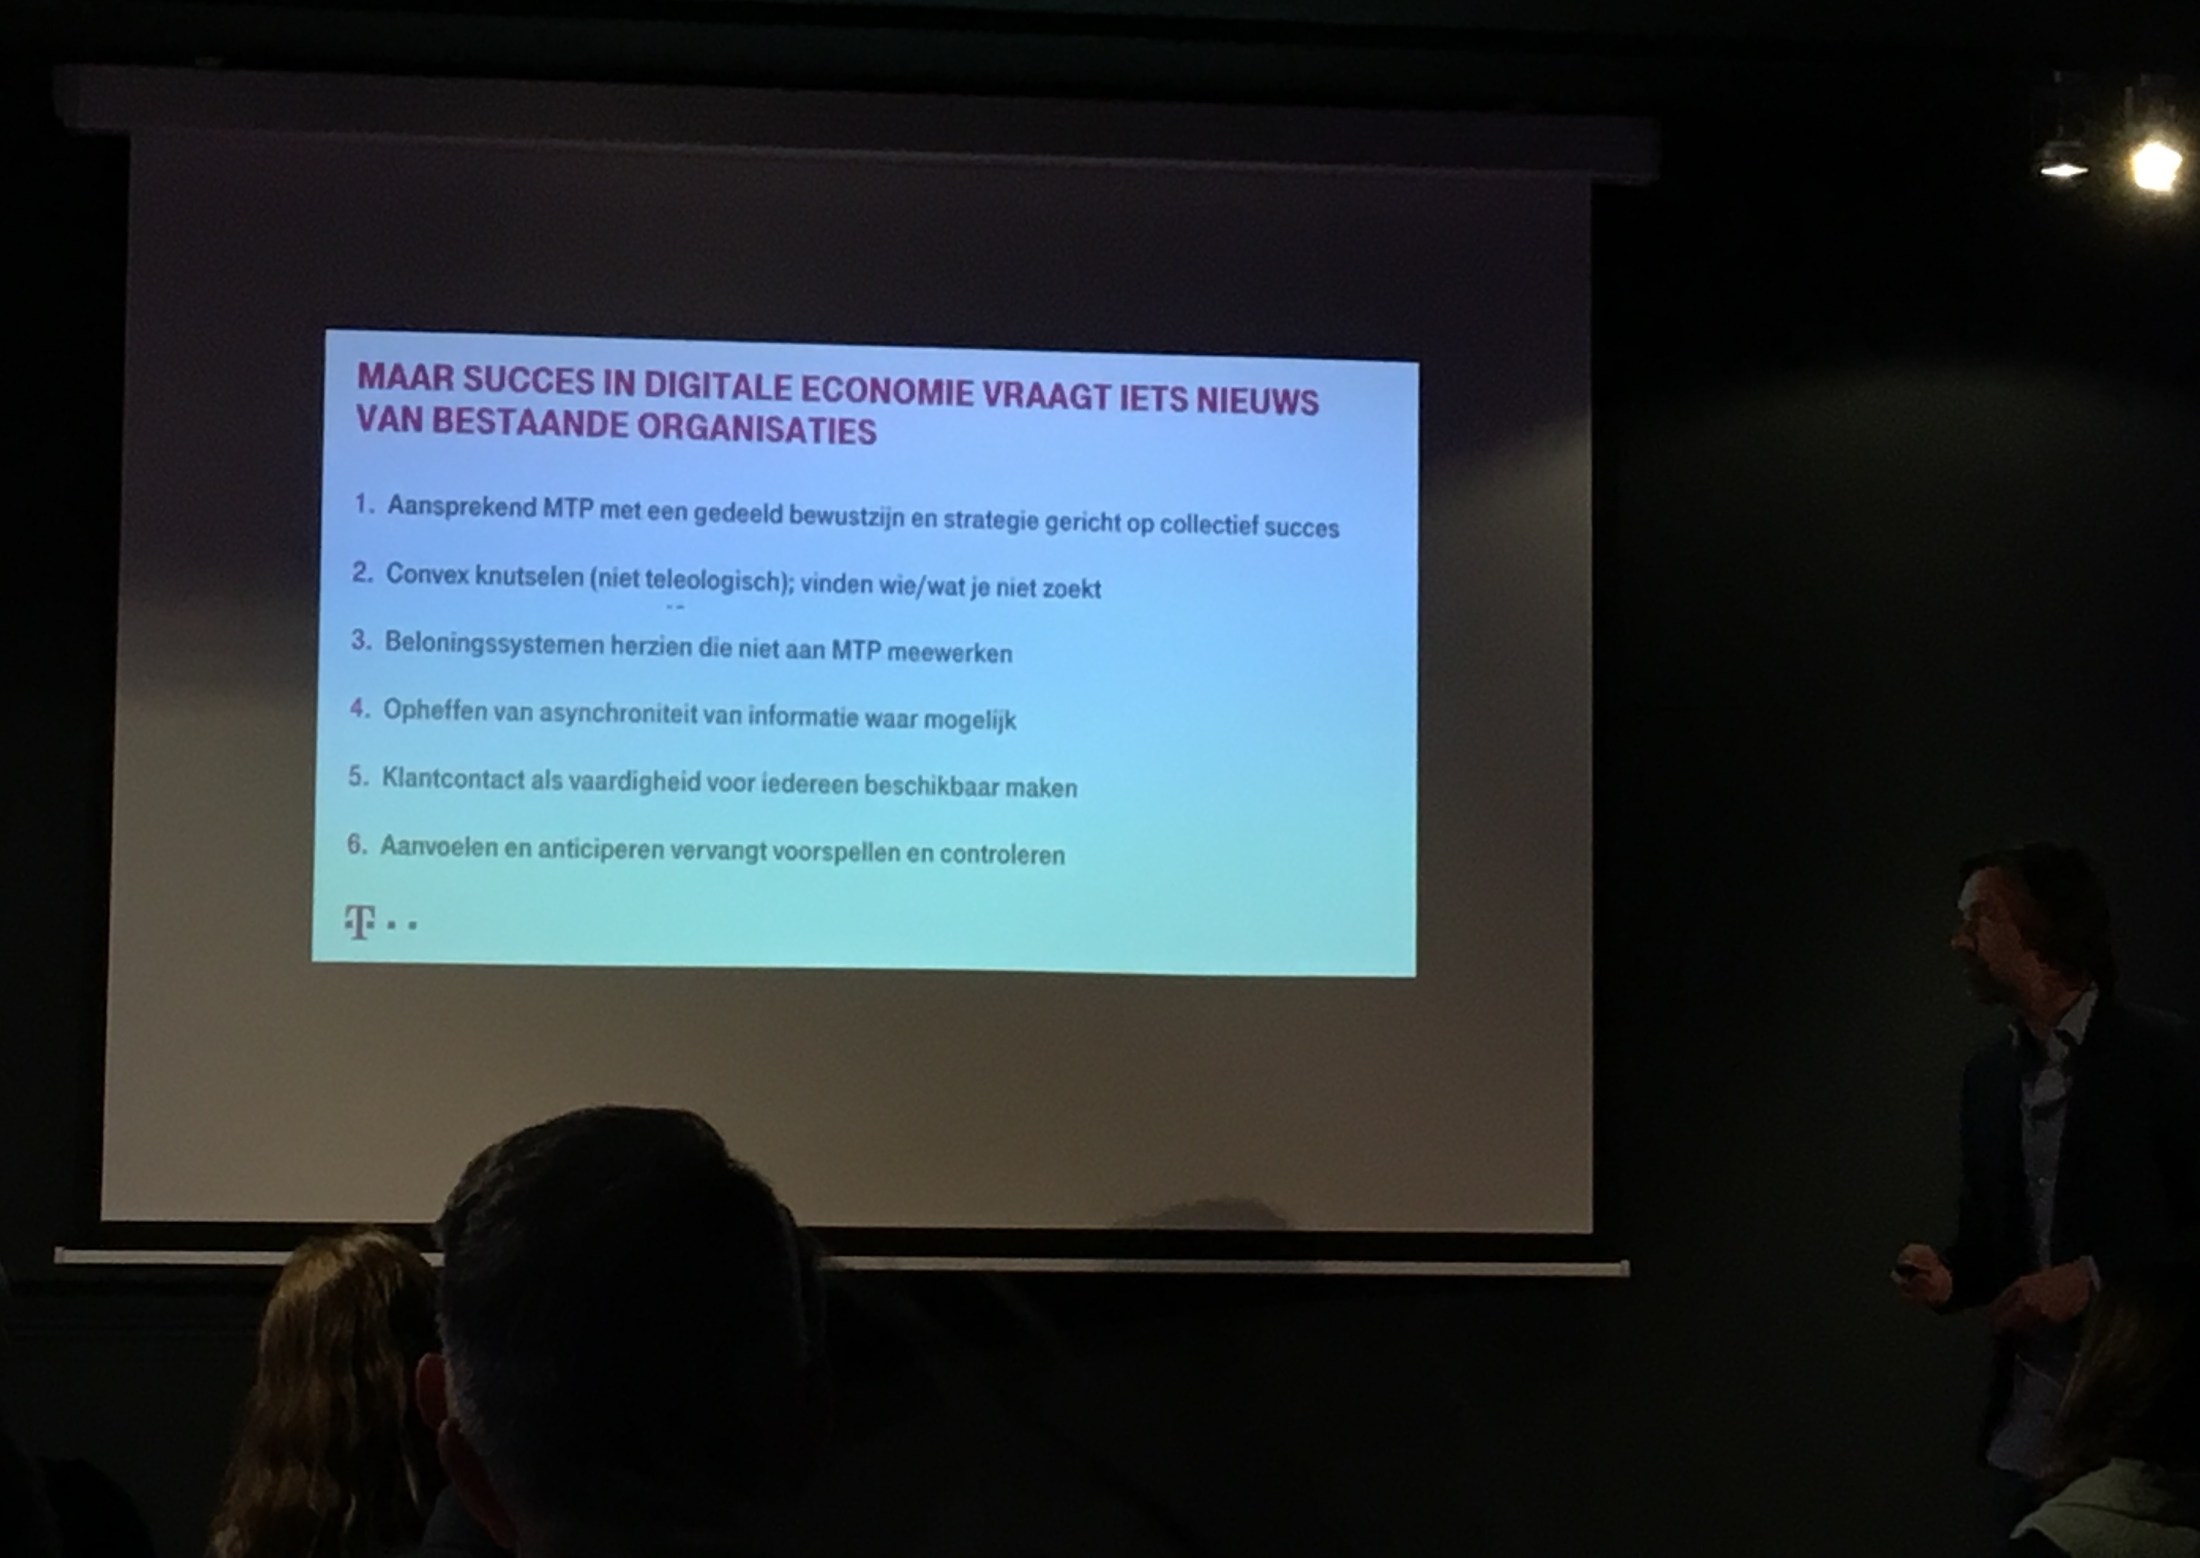 MAAR SUCCES IN DIGITALE ECONOMIE VRAAGT IETS NIEUWS
VAN BESTAANDE ORGANISATIES
1. Aansprekend MTP met een gedeeld bewustzijn en strategie gericht op collectief succes
2. Convex knutselen (niet teleologisch); vinden wie/wat je niet zoekt
3. Beloningssystemen herzien die niet aan MTP meewerken
4. Opheffen van asynchroniteit van informatie waar mogelijk
5. Klantcontact als vaardigheid voor iedereen beschikbaar maken
6. Aanvoelen en anticiperen vervangt voorspellen en controleren
T